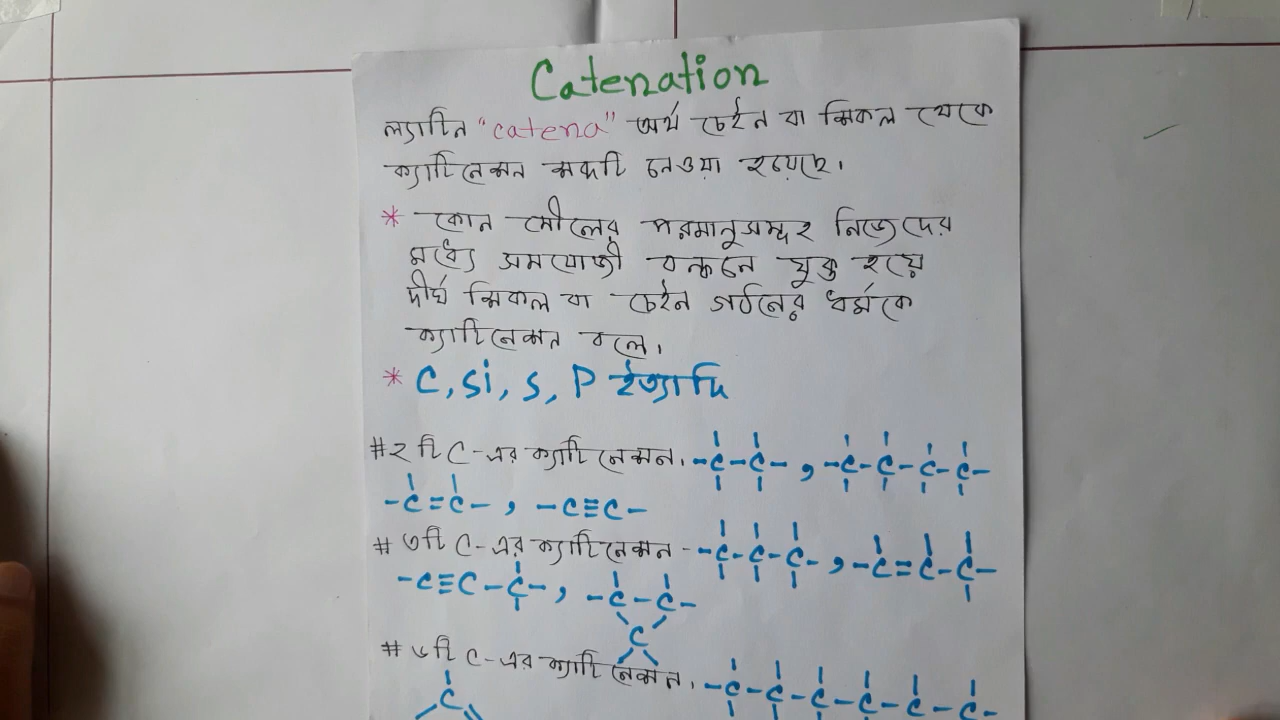 Catenation
ল্যাটিন "catena" অর্থ চেইন বা শিকল থেকে
ক্যাটিনেশন শব্দটি নেওয়া হয়েছে।
* কোন মৌলের পরমানুসমূহ নিজেদের
মধ্যে সমযোজী বন্ধনে যুক্ত হয়ে
দীর্ঘ শিকল বা চেইন গঠনের ধর্মকে
ক্যাটিনেশন বলে।
* C, Si, S, P ইত্যাদি
#২ টি C-এর ক্যাটিনেশন। -C-C- , -C-C-C-C-
-C=C- , -C≡C-
# ৩টি C-এর ক্যাটিনেশন - -C-C-C- , -C=C-C-
-C≡C-C- , -C-C-
C
# ৬টি C-এর ক্যাটিনেশন। -C-C-C-C-C-C-
C